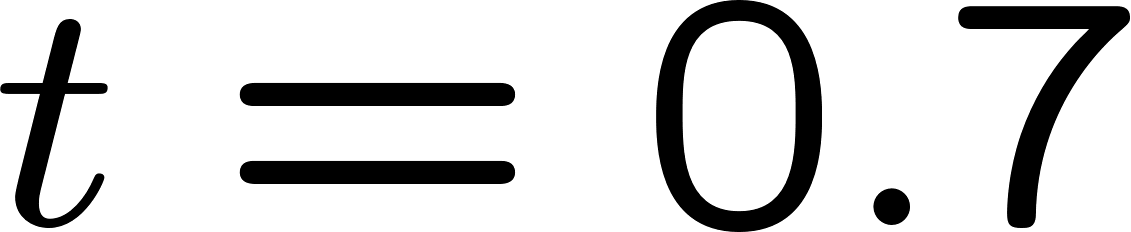 t = 0.7